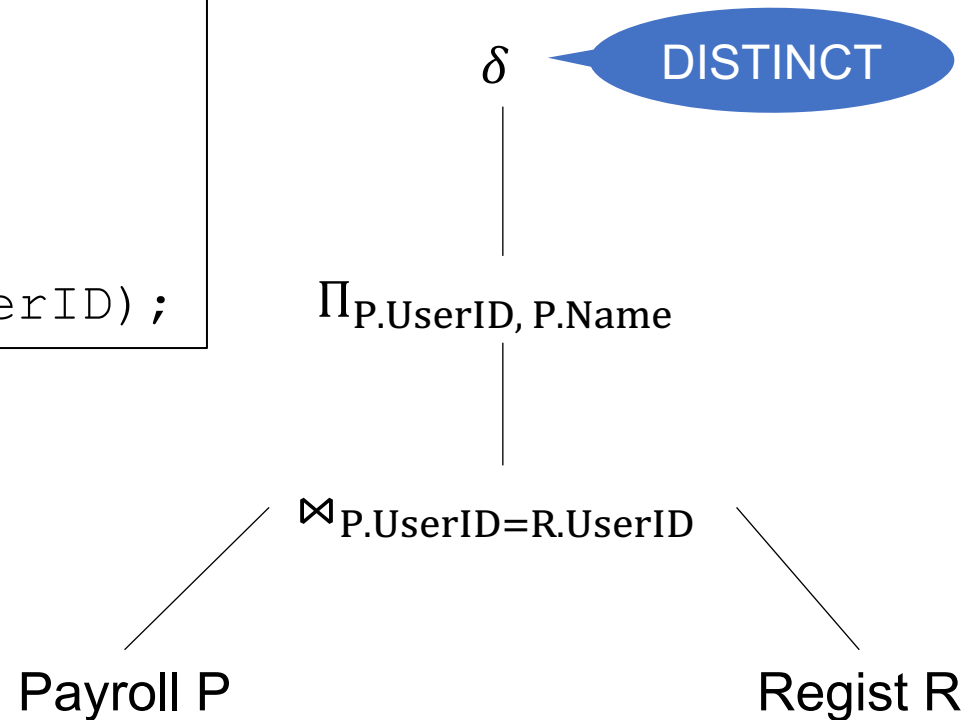 δ
DISTINCT
erID);
Π P.UserID, P.Name
⋈ P.UserID=R.UserID
Payroll P
Regist R